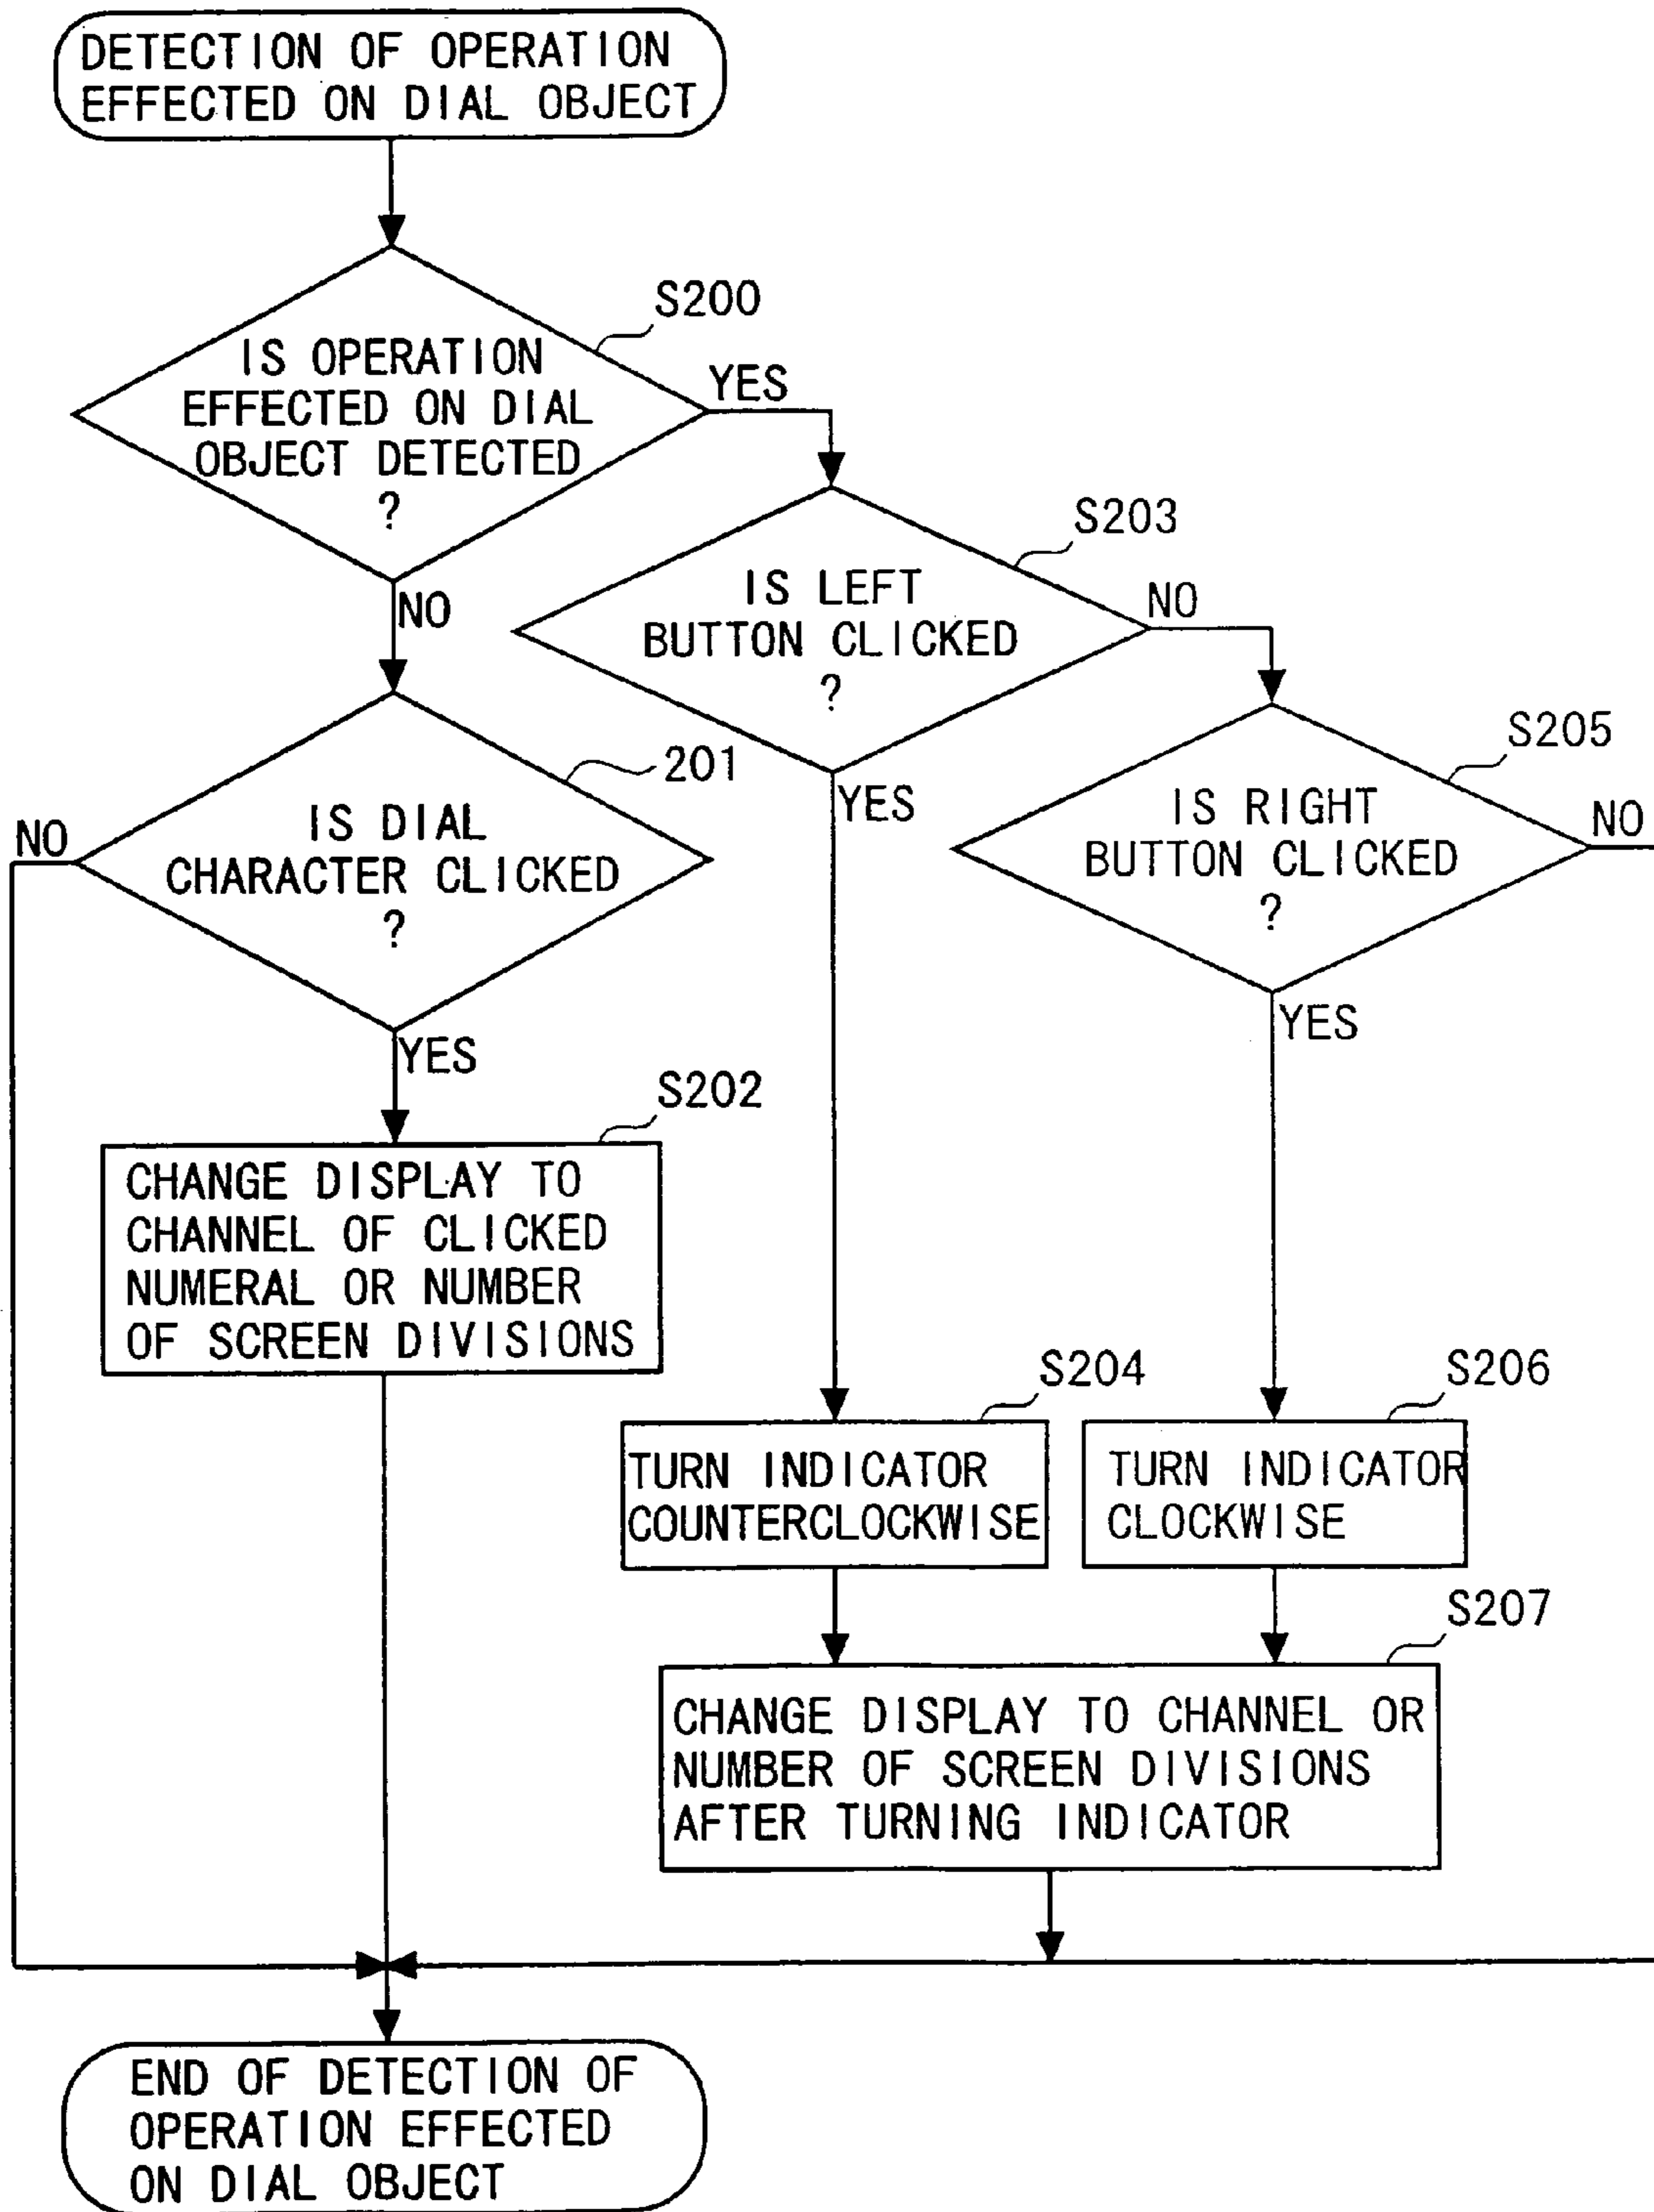 DETECTION OF OPERATION
EFFECTED ON DIAL OBJECT
S200
IS OPERATION
EFFECTED ON DIAL
OBJECT DETECTED
?
YES
NO
S203
IS LEFT
BUTTON CLICKED
?
NO
YES
S205
IS RIGHT
BUTTON CLICKED
?
NO
YES
201
IS DIAL
CHARACTER CLICKED
?
NO
YES
S202
CHANGE DISPLAY TO
CHANNEL OF CLICKED
NUMERAL OR NUMBER
OF SCREEN DIVISIONS
S204
TURN INDICATOR
COUNTERCLOCKWISE
S206
TURN INDICATOR
CLOCKWISE
S207
CHANGE DISPLAY TO CHANNEL OR
NUMBER OF SCREEN DIVISIONS
AFTER TURNING INDICATOR
END OF DETECTION OF
OPERATION EFFECTED
ON DIAL OBJECT